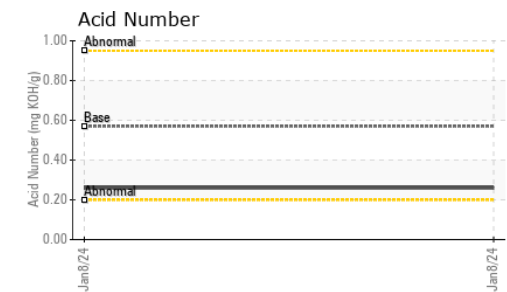 Acid Number
Acid Number (mg KOH/g)
1.00
0.80
0.60
0.40
0.20
0.00
Abnormal
Base
Abnormal
Jan8/24
Jan8/24